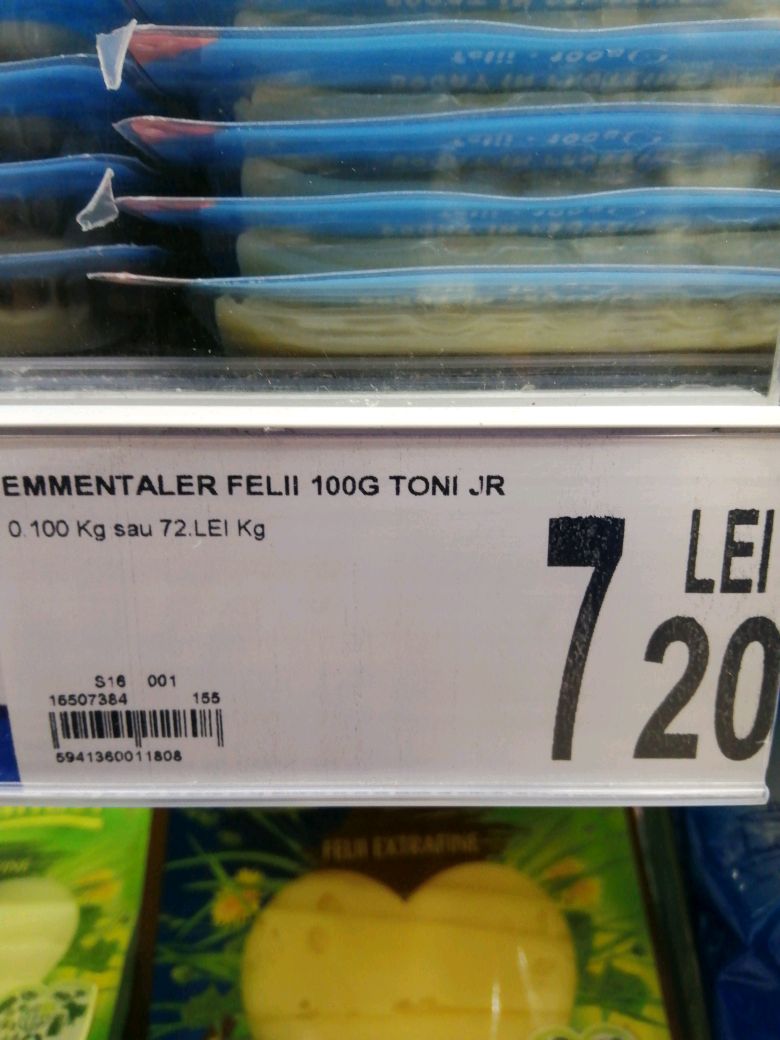 EMMENTALER FELII 100G TONI JR
0.100 Kg sau 72.LEI Kg
7
LEI
20
S16 001
16507384 155
5941360011808
FELII EXTRAFINE